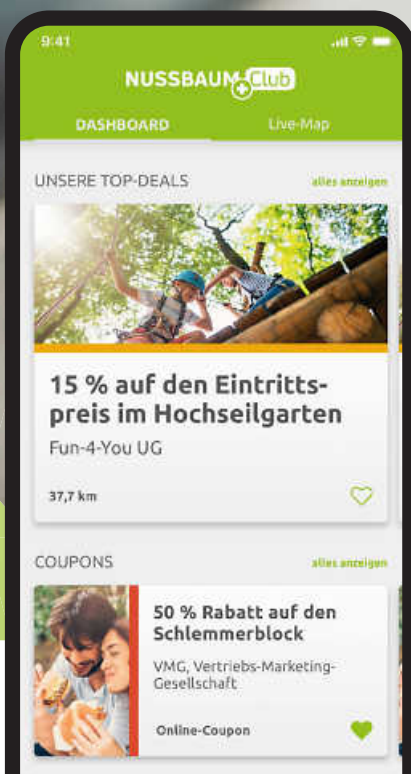 9:41
NUSSBAUM Club
DASHBOARD Live-Map
UNSERE TOP-DEALS alles anzeigen
15 % auf den Eintritts-
preis im Hochseilgarten
Fun-4-You UG
37,7 km
COUPONS alles anzeigen
50 % Rabatt auf den
Schlemmerblock
VMG, Vertriebs-Marketing-
Gesellschaft
Online-Coupon